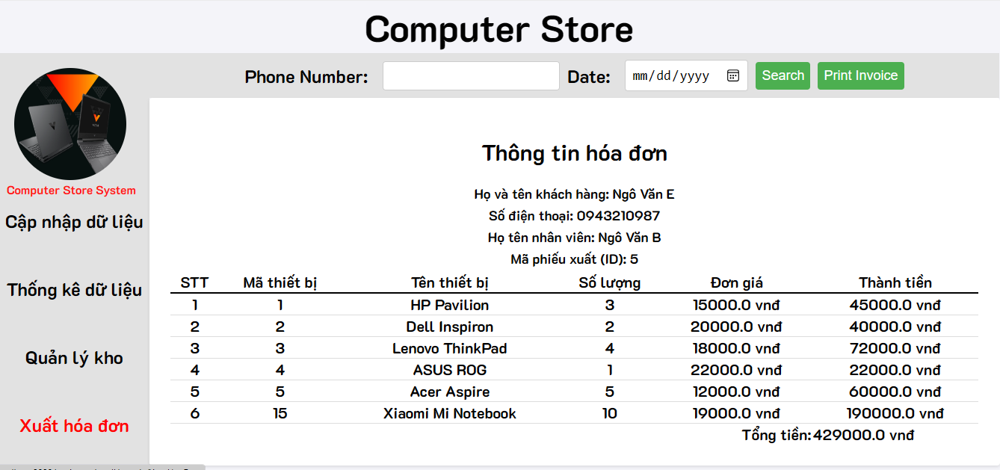 Computer Store
Phone Number: Date: mm/dd/yyyy Search Print Invoice
Computer Store System
Cập nhập dữ liệu
Thống kê dữ liệu
Quản lý kho
Xuất hóa đơn
Thông tin hóa đơn
Họ và tên khách hàng: Ngô Văn E
Số điện thoại: 0943210987
Họ tên nhân viên: Ngô Văn B
Mã phiếu xuất (ID): 5
STT Mã thiết bị Tên thiết bị Số lượng Đơn giá Thành tiền
1 1 HP Pavilion 3 15000.0 vnđ 45000.0 vnđ
2 2 Dell Inspiron 2 20000.0 vnđ 40000.0 vnđ
3 3 Lenovo ThinkPad 4 18000.0 vnđ 72000.0 vnđ
4 4 ASUS ROG 1 22000.0 vnđ 22000.0 vnđ
5 5 Acer Aspire 5 12000.0 vnđ 60000.0 vnđ
6 15 Xiaomi Mi Notebook 10 19000.0 vnđ 190000.0 vnđ
Tổng tiền: 429000.0 vnđ